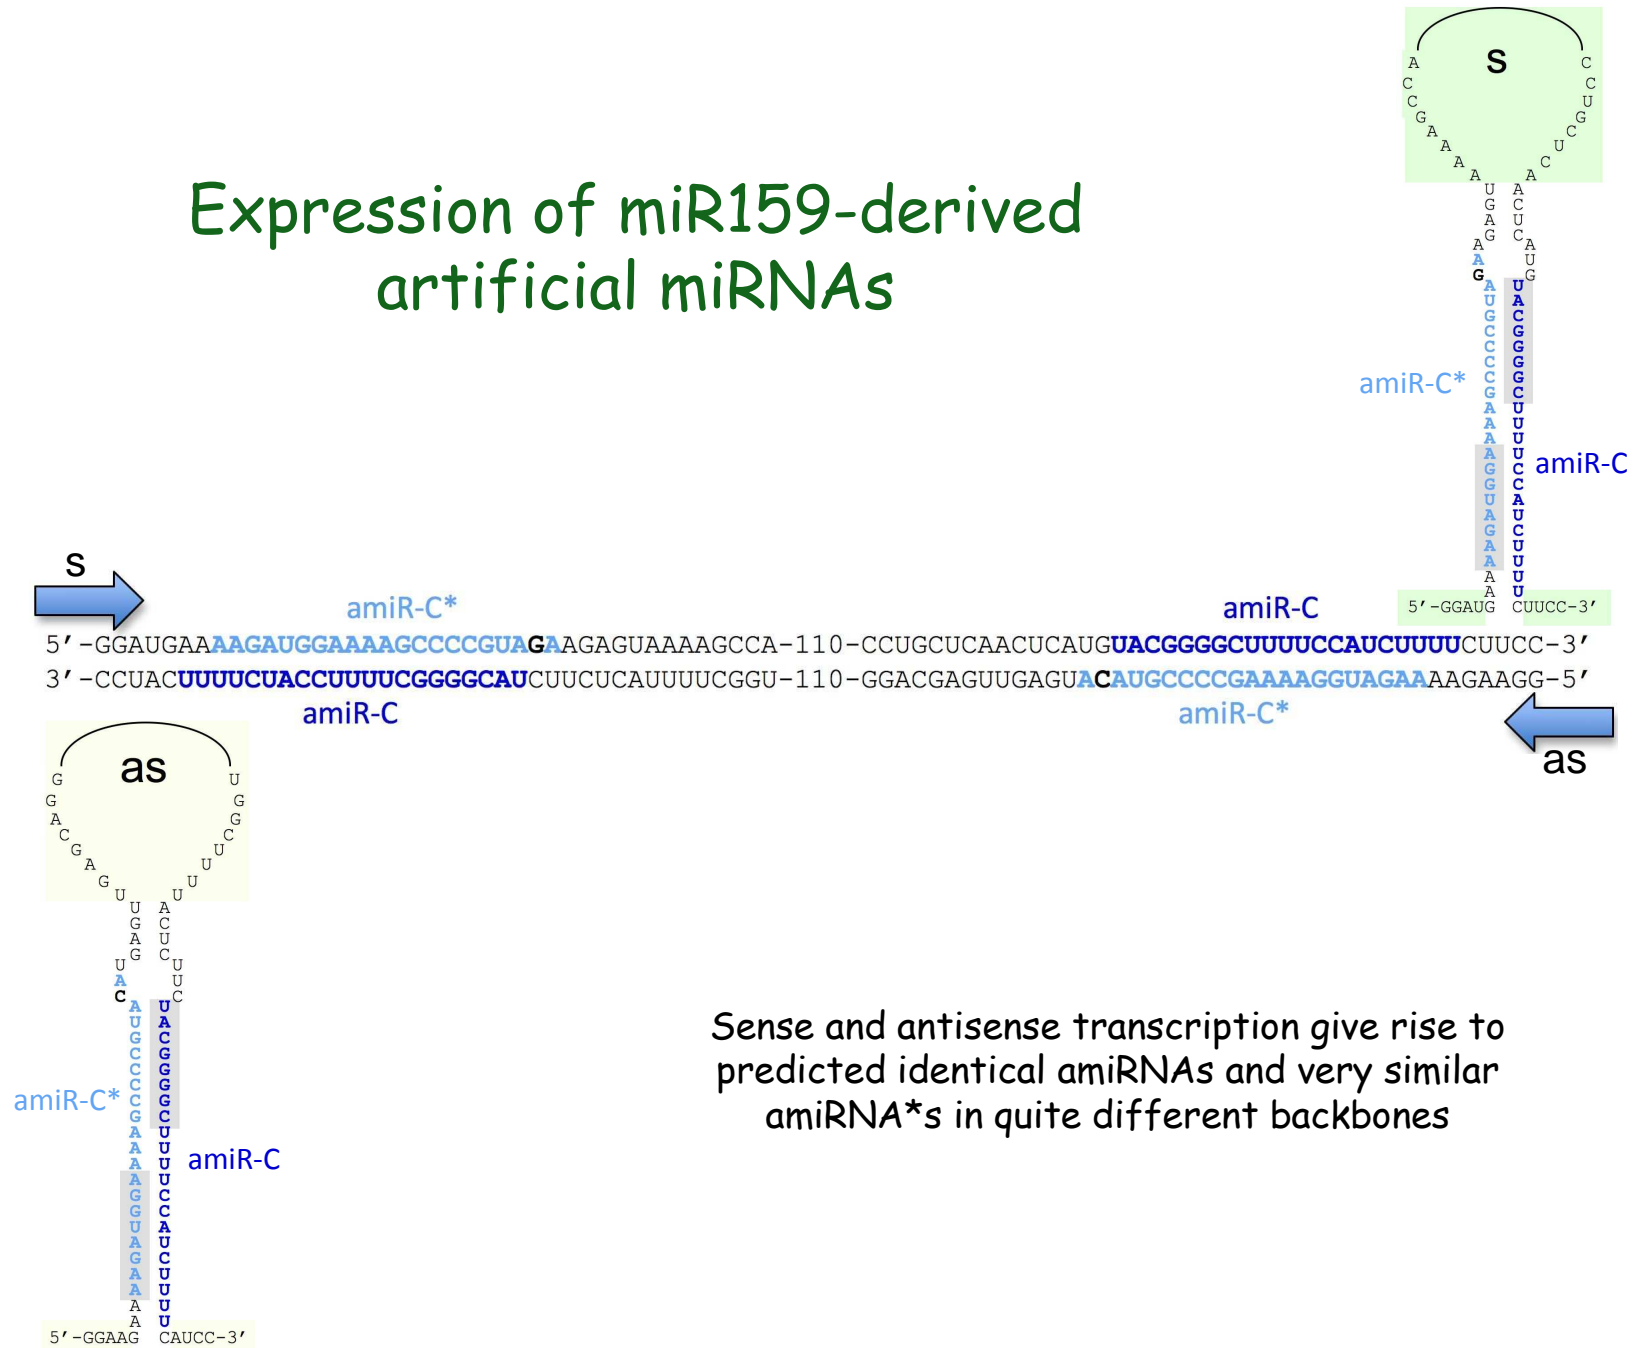 Expression of miR159-derived
artificial miRNAs
S
A C
C C
C U
G G
A C
A U
A C
A A
U A
G C
A U
G C
A A
A U
G G
A U
U A
G C
C G
C G
C G
C G
G C
A U
A U
A U
A U
G C
G C
U A
A U
G C
A U
A U
A U
A U
5′-GGAUG CUUCC-3′
amiR-C*
amiR-C
S
amiR-C* amiR-C
5′-GGAUGAAAAGAUGGAAAAGCCCCGUAGAAGAGUAAAAGCCA-110-CCUGCUCAACUCAUGUACGGGGCUUUUCCAUCUUUUCUUCC-3′
3′-CCUACUUUUCUACCUUUUCGGGGCAUCUUCUCAUUUUCGGU-110-GGACGAGUUGAGUACAUGCCCCGAAAAGGUAGAAAAGAAGG-5′
amiR-C amiR-C*
as
as
G U
G G
A G
C C
G U
A U
G U
U U
U A
G C
A U
G C
U U
A U
C C
A U
U A
G C
C G
C G
C G
C G
G C
A U
A U
A U
A U
G C
G C
U A
A U
G C
A U
A U
A U
A U
5′-GGAAG CAUCC-3′
amiR-C*
amiR-C
Sense and antisense transcription give rise to
predicted identical amiRNAs and very similar
amiRNA*s in quite different backbones